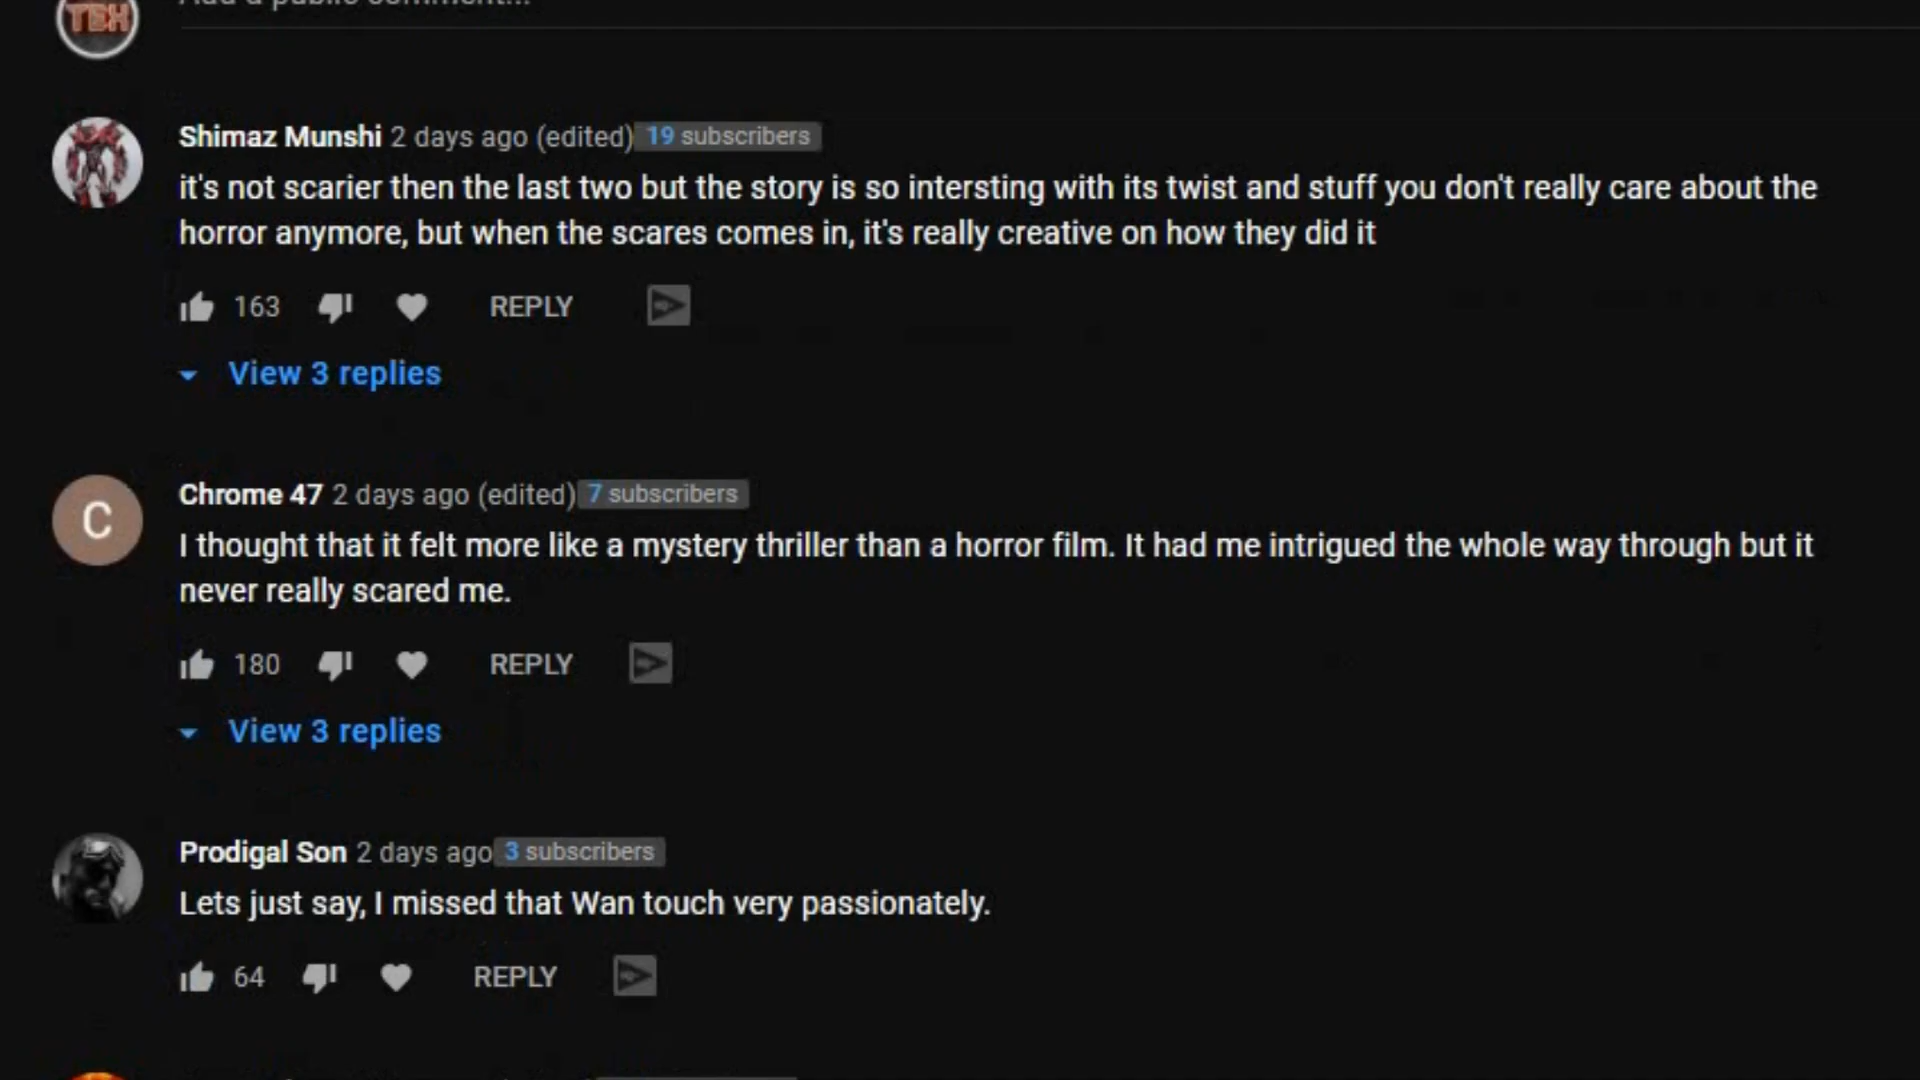 TBH
Add a public comment...
Shimaz Munshi 2 days ago (edited) 19 subscribers
it's not scarier then the last two but the story is so intersting with its twist and stuff you don't really care about the
horror anymore, but when the scares comes in, it's really creative on how they did it
163 REPLY
View 3 replies
C
Chrome 47 2 days ago (edited) 7 subscribers
I thought that it felt more like a mystery thriller than a horror film. It had me intrigued the whole way through but it
never really scared me.
180 REPLY
View 3 replies
Prodigal Son 2 days ago 3 subscribers
Lets just say, I missed that Wan touch very passionately.
64 REPLY